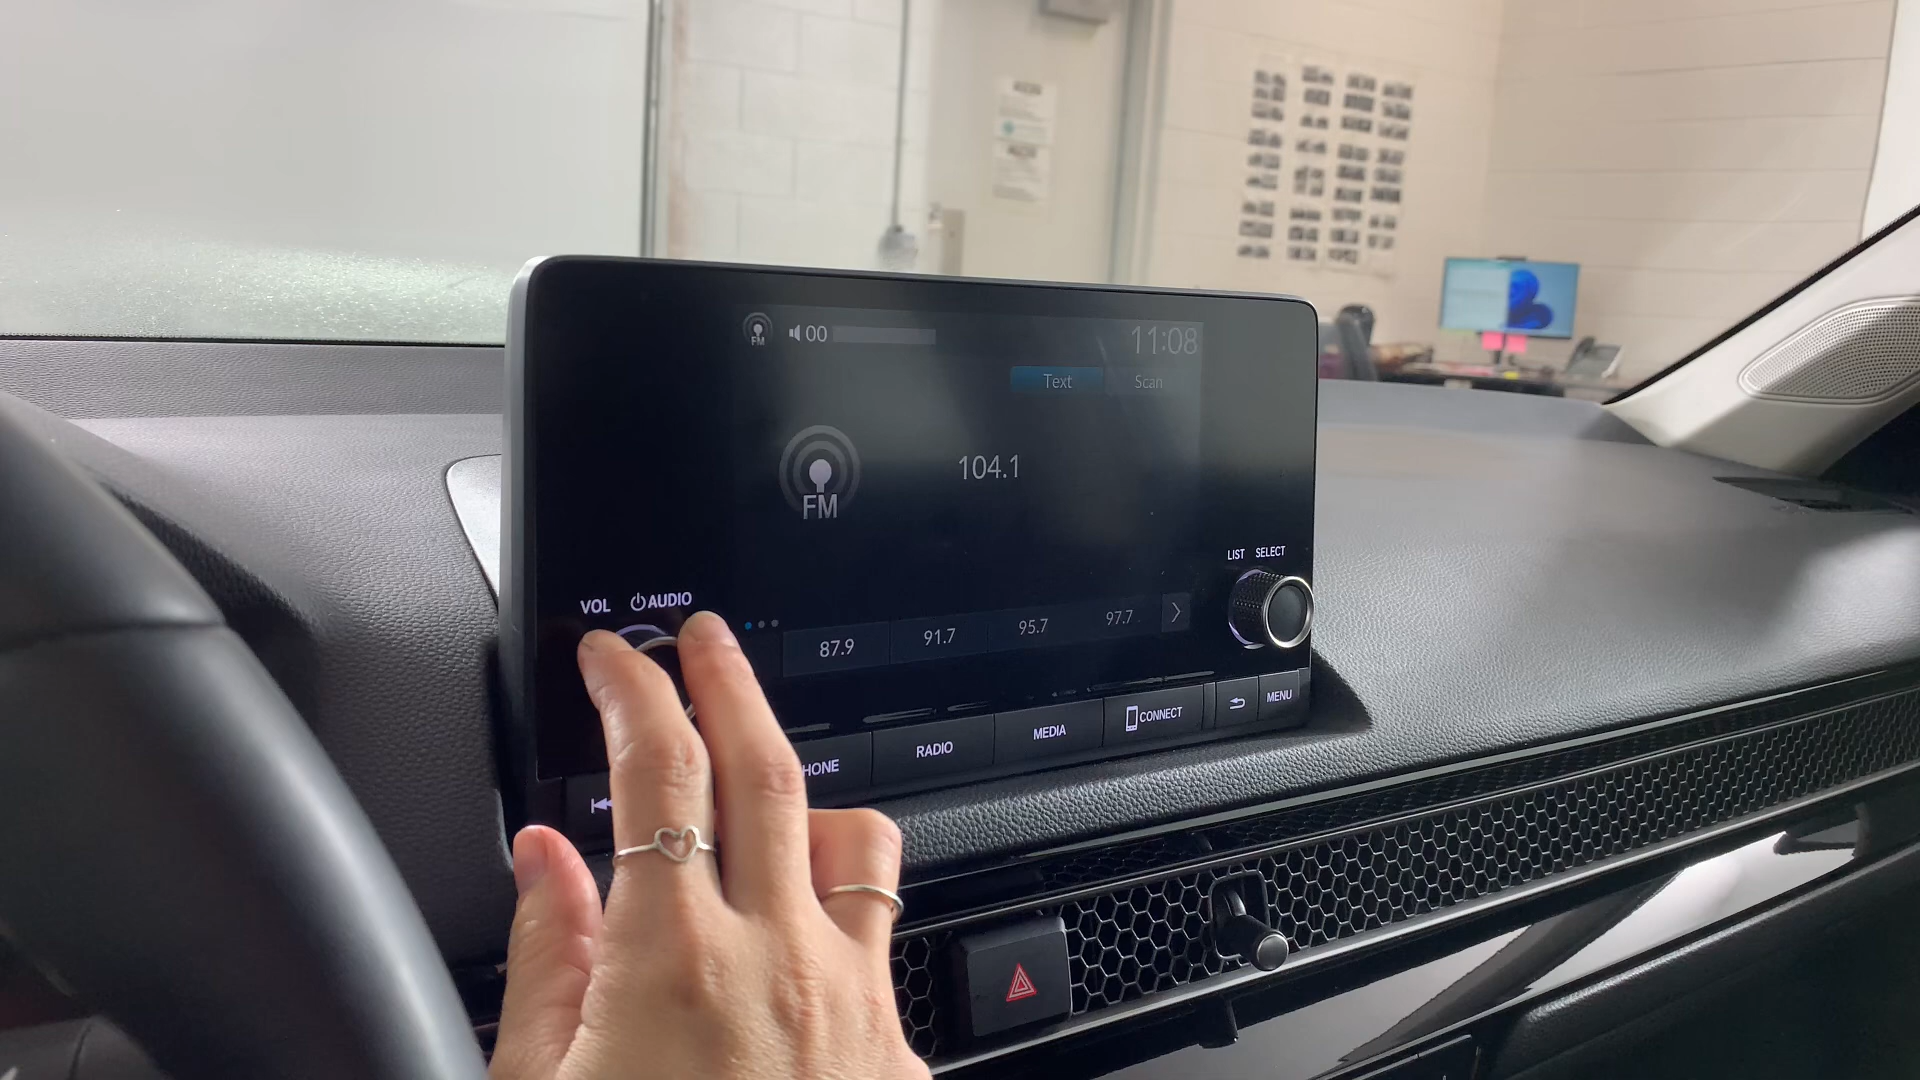 FM
00
11:08
Text
Scan
FM
104.1
LIST SELECT
VOL AUDIO
87.9
91.7
95.7
97.7
HONE
RADIO
MEDIA
CONNECT
MENU